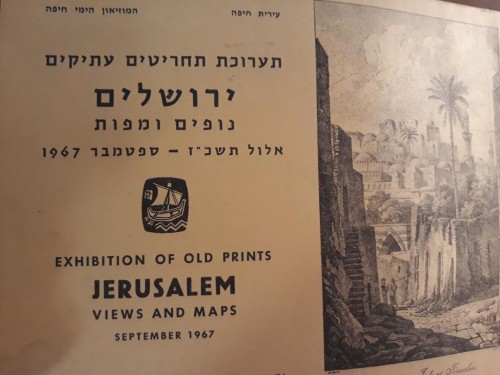 עירית חיפה המוזיאון הימי חיפה
תערוכת תחריטים עתיקים
ירושלים
נופים ומפות
אלול תשכ"ז – ספטמבר 1967
EXHIBITION OF OLD PRINTS
JERUSALEM
VIEWS AND MAPS
SEPTEMBER 1967